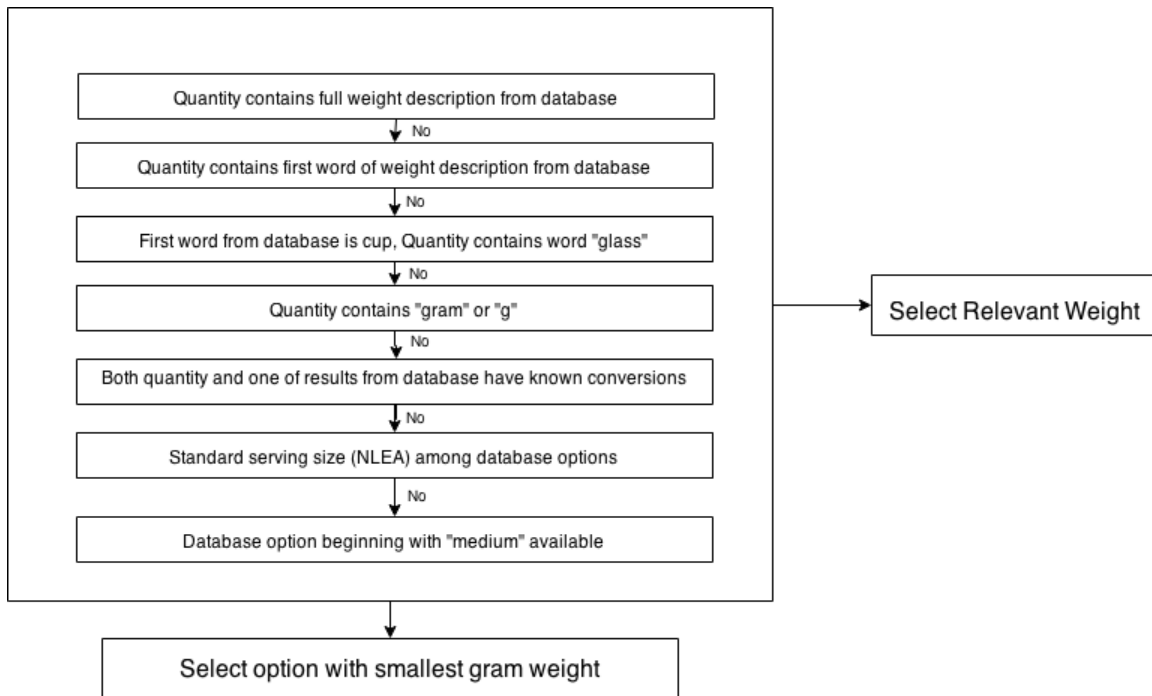 Quantity contains full weight description from database
No
Quantity contains first word of weight description from database
No
First word from database is cup, Quantity contains word "glass"
No
Quantity contains "gram" or "g"
No
Both quantity and one of results from database have known conversions
No
Standard serving size (NLEA) among database options
No
Database option beginning with "medium" available
Select Relevant Weight
Select option with smallest gram weight